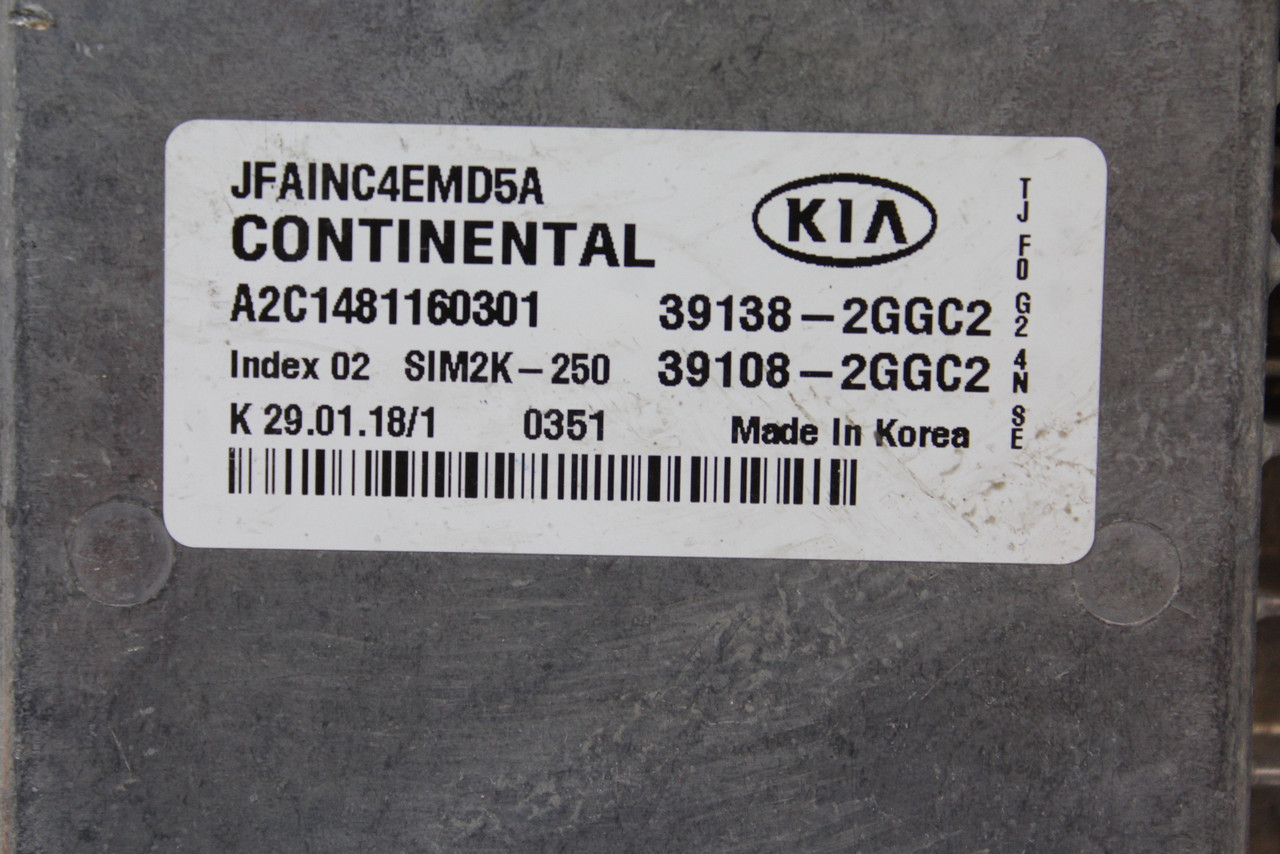 JFAINC4EMD5A
CONTINENTAL
KIA
A2C1481160301 39138-2GGC2
Index 02 SIM2K-250 39108-2GGC2
K 29.01.18/1 0351 Made In Korea
TJ F0 G2 4N SE